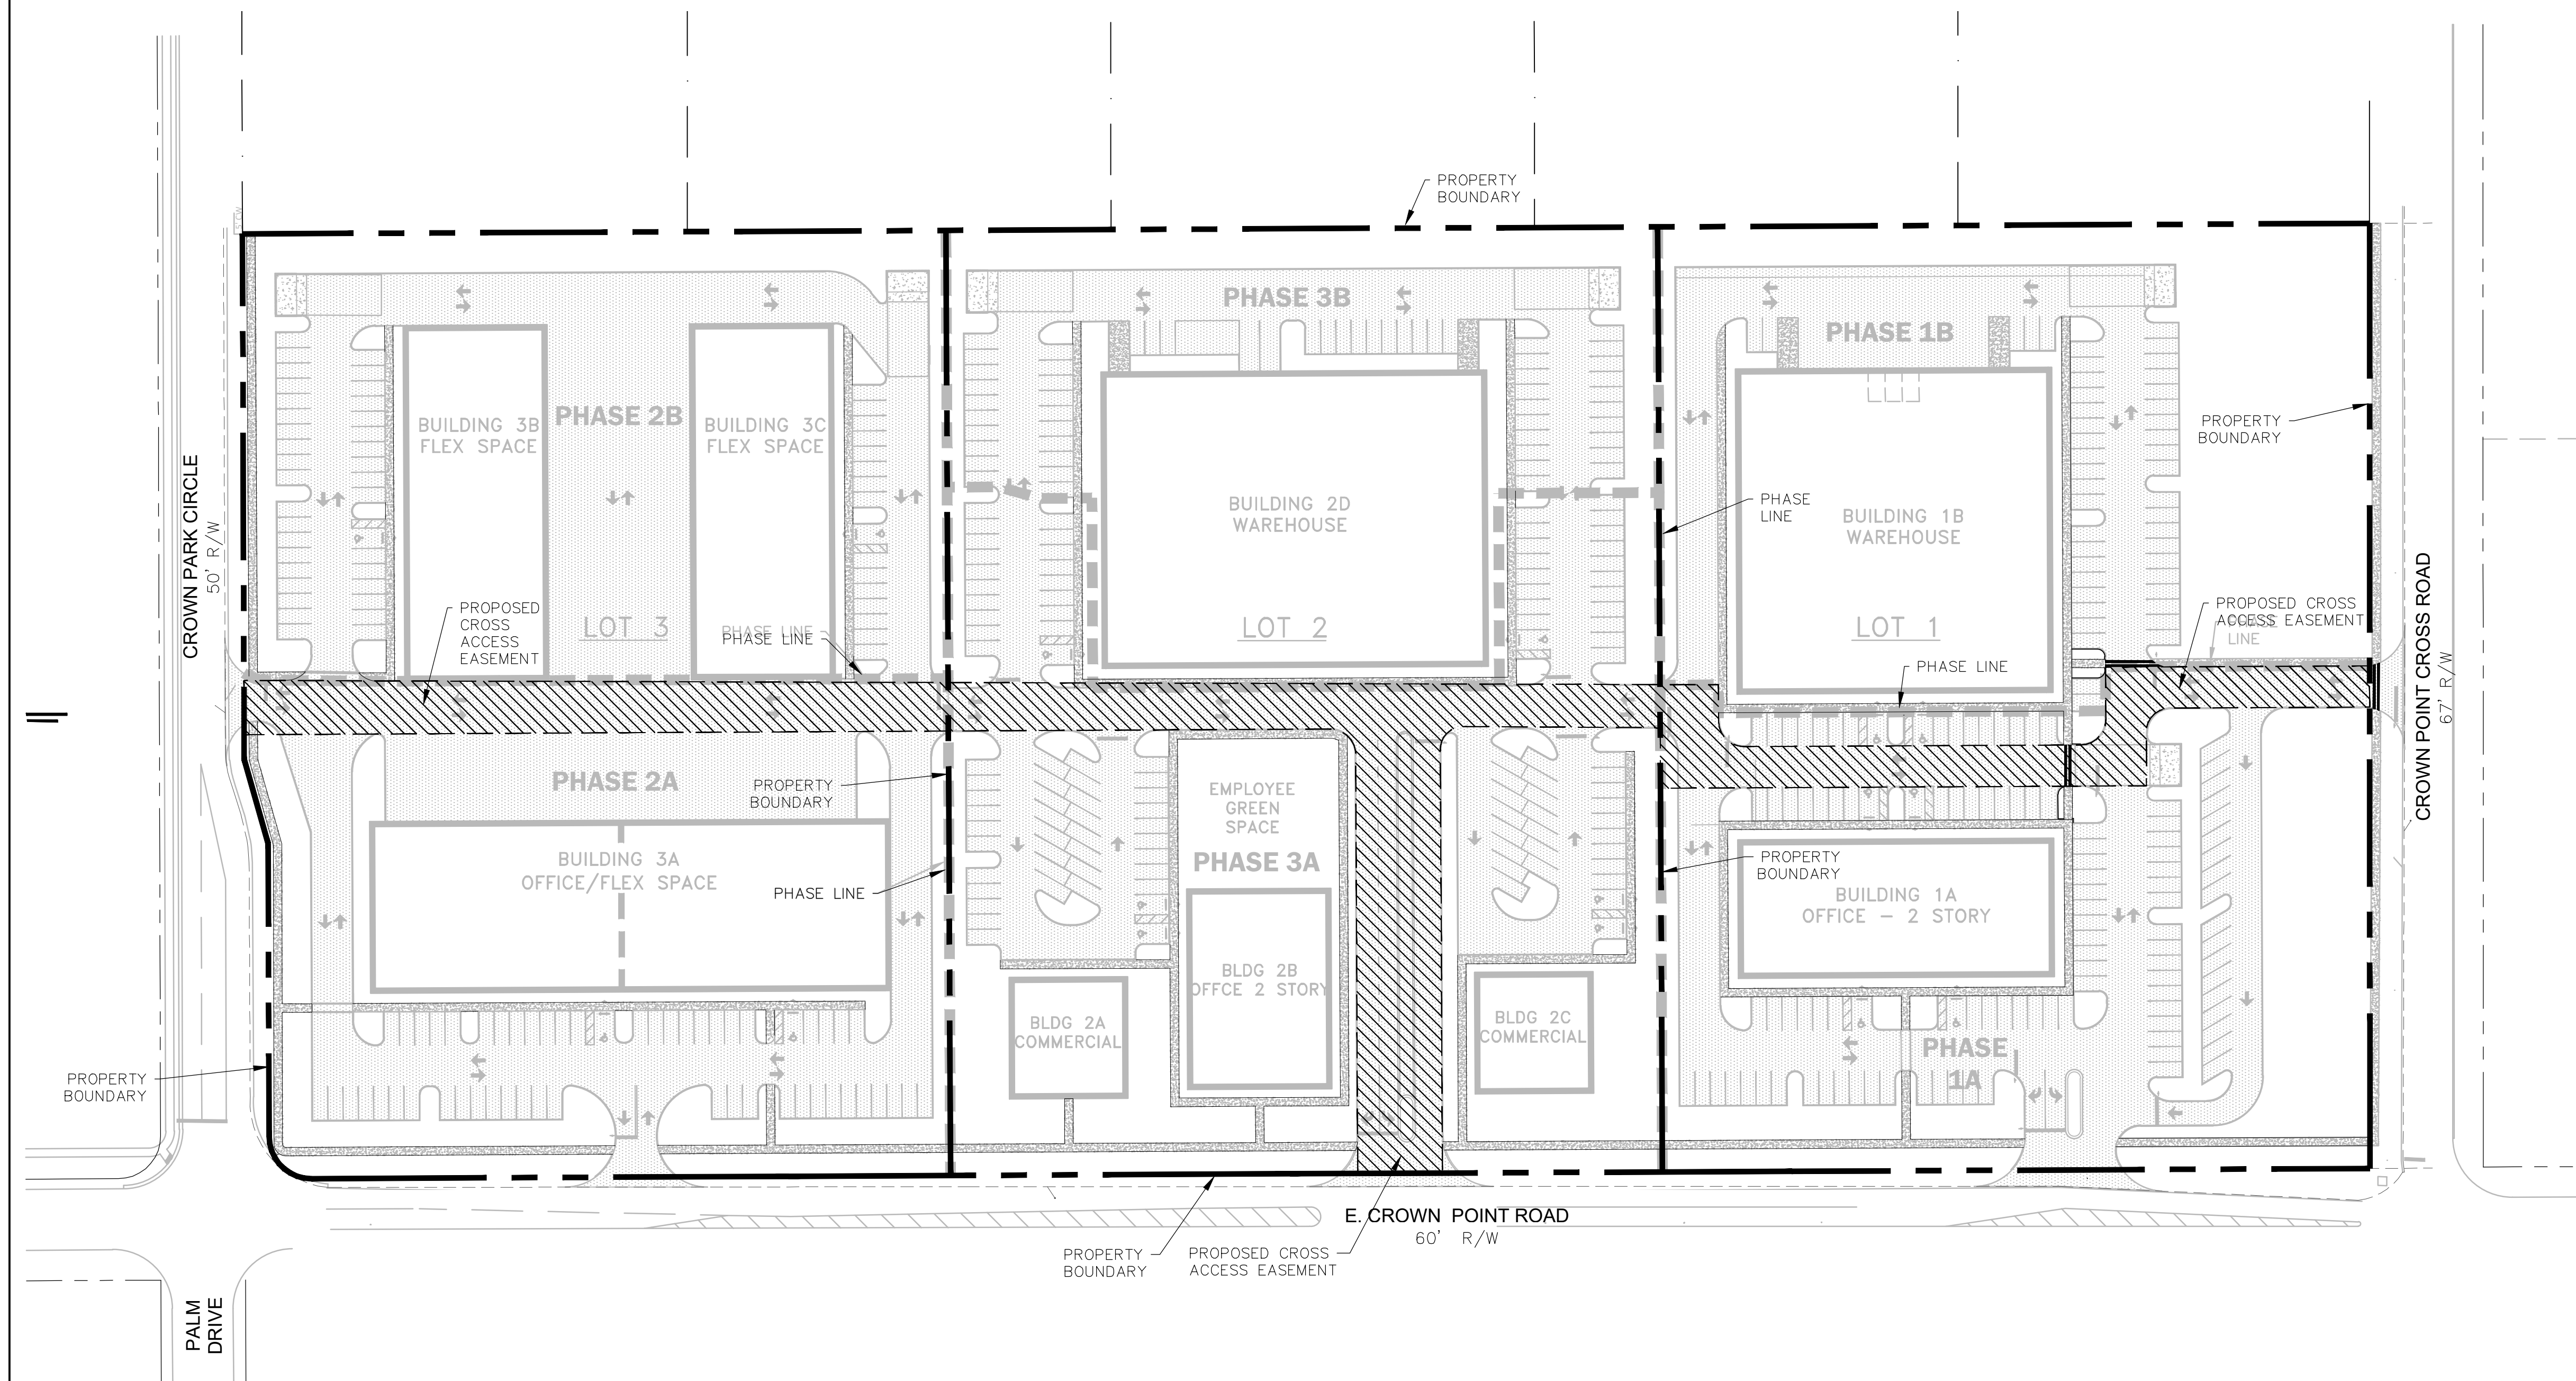 PROPERTY
BOUNDARY
PHASE 3B
PHASE 1B
PHASE 2B
BUILDING 3B
FLEX SPACE
BUILDING 3C
FLEX SPACE
PROPERTY
BOUNDARY
BUILDING 2D
WAREHOUSE
PHASE
LINE
BUILDING 1B
WAREHOUSE
CROWN PARK CIRCLE
50' R/W
PROPOSED
CROSS
ACCESS
EASEMENT
LOT 3
PHASE LINE
PHASE LINE
LOT 2
LOT 1
PROPOSED CROSS
ACCESS EASEMENT
PHASE
LINE
PHASE LINE
CROWN POINT CROSS ROAD
67' R/W
PHASE 2A
PROPERTY
BOUNDARY
EMPLOYEE
GREEN
SPACE
PHASE 3A
BUILDING 3A
OFFICE/FLEX SPACE
PHASE LINE
PROPERTY
BOUNDARY
BUILDING 1A
OFFICE - 2 STORY
BLDG 2B
OFFCE 2 STORY
BLDG 2A
COMMERCIAL
BLDG 2C
COMMERCIAL
PHASE
1A
PROPERTY
BOUNDARY
E. CROWN POINT ROAD
60' R/W
PROPERTY
BOUNDARY
PROPOSED CROSS
ACCESS EASEMENT
PALM
DRIVE